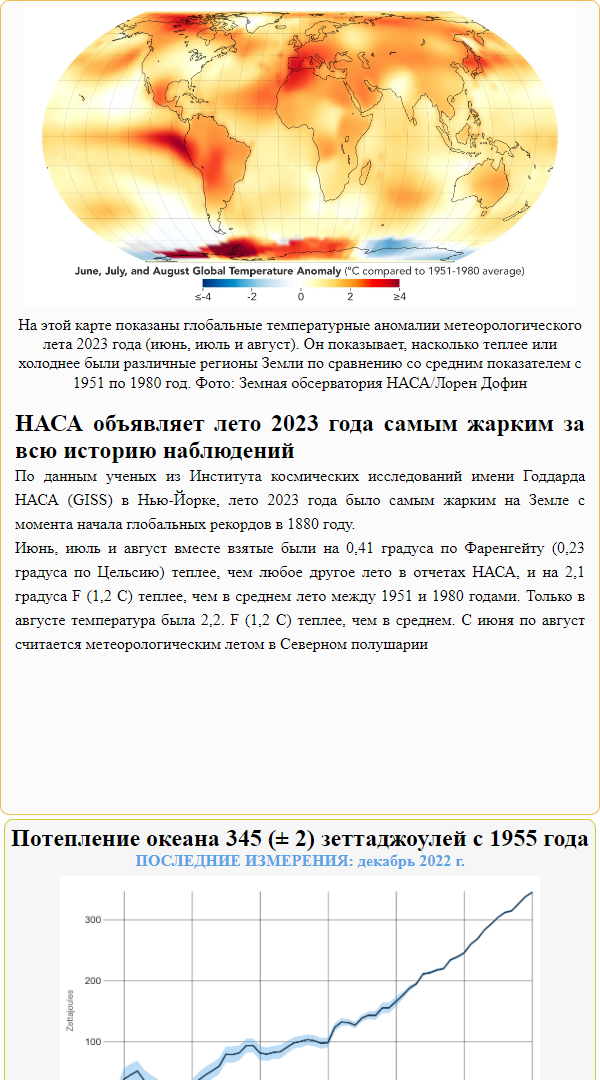 June, July, and August Global Temperature Anomaly (°C compared to 1951-1980 average)
≤-4 -2 0 2 ≥4
На этой карте показаны глобальные температурные аномалии метеорологического
лета 2023 года (июнь, июль и август). Он показывает, насколько теплее или
холоднее были различные регионы Земли по сравнению со средним показателем с
1951 по 1980 год. Фото: Земная обсерватория НАСА/Лорен Дофин
НАСА объявляет лето 2023 года самым жарким за
всю историю наблюдений
По данным ученых из Института космических исследований имени Годдарда
НАСА (GISS) в Нью-Йорке, лето 2023 года было самым жарким на Земле с
момента начала глобальных рекордов в 1880 году.
Июнь, июль и август вместе взятые были на 0,41 градуса по Фаренгейту (0,23
градуса по Цельсию) теплее, чем любое другое лето в отчетах НАСА, и на 2,1
градуса F (1,2 C) теплее, чем в среднем лето между 1951 и 1980 годами. Только в
августе температура была 2,2. F (1,2 C) теплее, чем в среднем. С июня по август
считается метеорологическим летом в Северном полушарии
Потепление океана 345 (± 2) зеттаджоулей с 1955 года
ПОСЛЕДНИЕ ИЗМЕРЕНИЯ: декабрь 2022 г.
300
200
Zettajoules
100